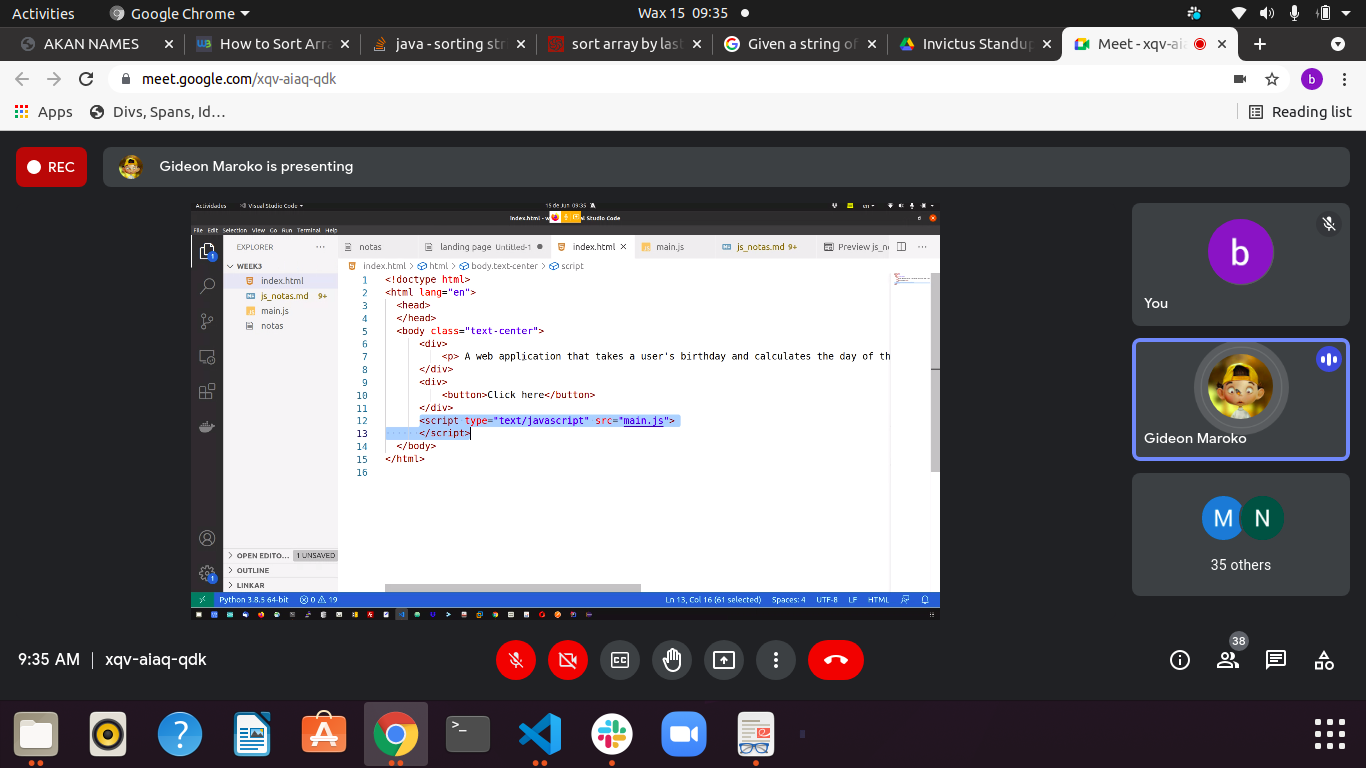 Activities
Google Chrome
Wax 15 09:35
AKAN NAMES
How to Sort Arra
java - sorting str
sort array by last
Given a string of
Invictus Standup
Meet - xqv-aia
meet.google.com/xqv-aiaq-qdk
b
Apps
Divs, Spans, Id…
Reading list
REC
Gideon Maroko is presenting
Actividades
Visual Studio Code
15 de Jun 09:35
en
index.html - w
al Studio Code
File Edit Selection View Go Run Terminal Help
EXPLORER
notas
landing page Untitled-1
index.html
main.js
js_notas.md 9+
Preview js_n
WEEK3
index.html
js_notas.md 9+
main.js
notas
index.html > html > body.text-center > script
1 <!doctype html>
2 <html lang="en">
3 <head>
4 </head>
5 <body class="text-center">
6 <div>
7 <p> A web application that takes a user's birthday and calculates the day of th
8 </div>
9 <div>
10 <button>Click here</button>
11 </div>
12 <script type="text/javascript" src="main.js">
13 </script>
14 </body>
15 </html>
16
OPEN EDITO... 1 UNSAVED
OUTLINE
LINKAR
Python 3.8.5 64-bit
0 19
Ln 13, Col 16 (61 selected)
Spaces: 4
UTF-8
LF
HTML
b
You
Gideon Maroko
M N
35 others
9:35 AM | xqv-aiaq-qdk
CC
38